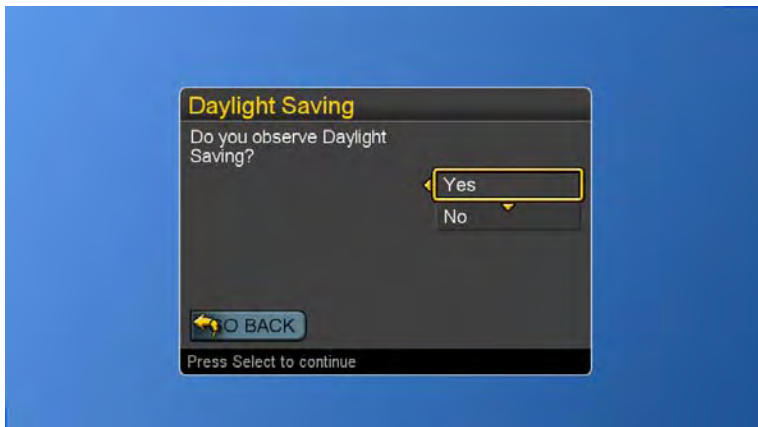 Daylight Saving
Do you observe Daylight
Saving?
Yes
No
GO BACK
Press Select to continue